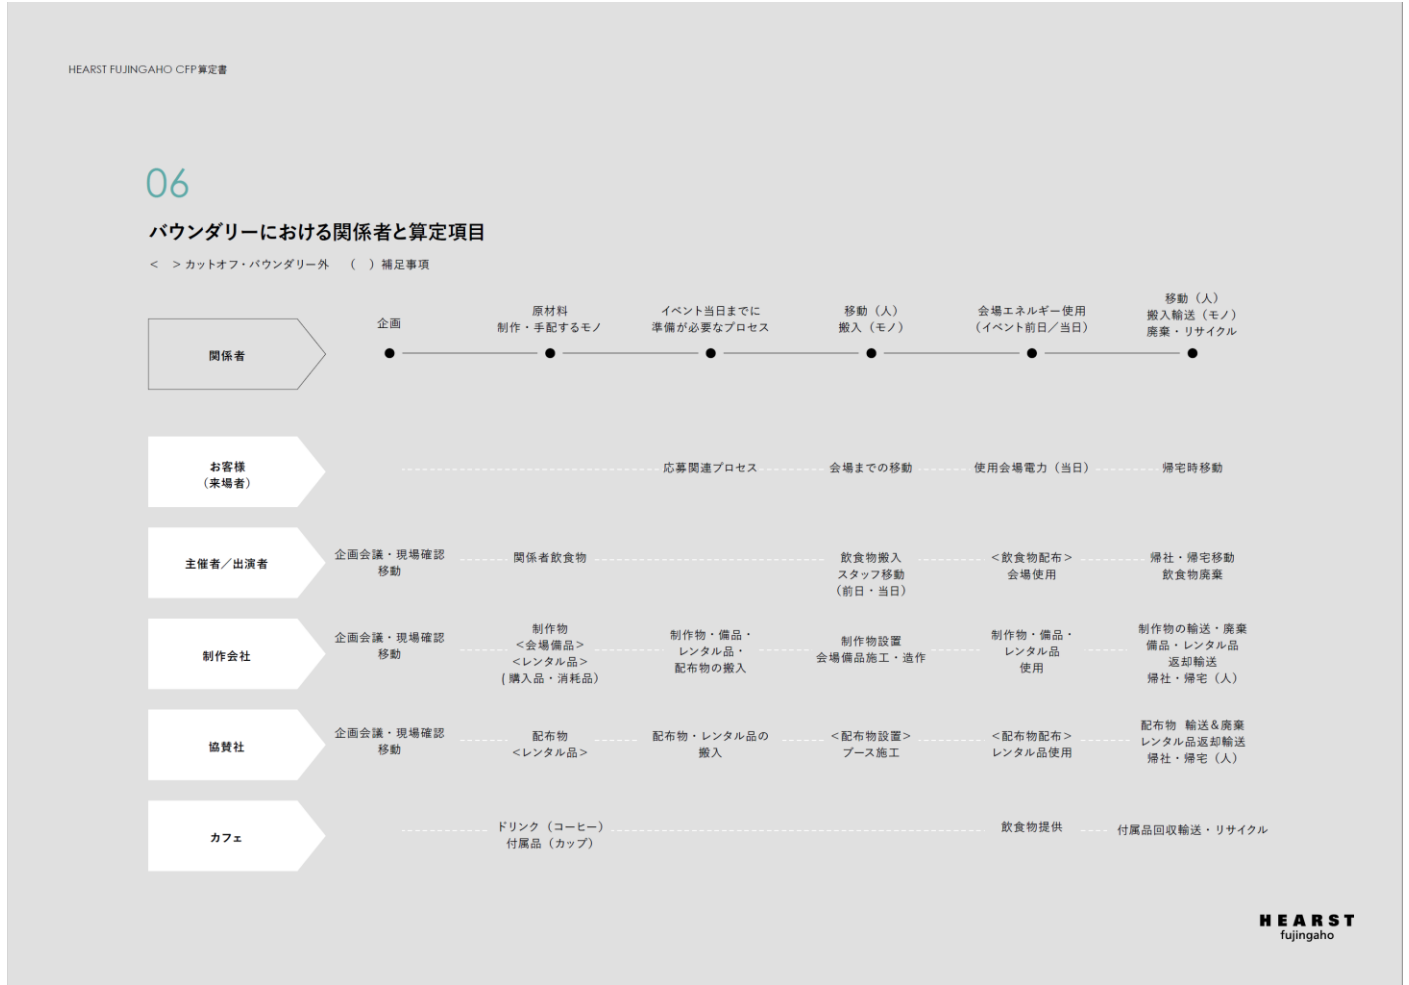 HEARST FUJINGAHO CFP算定書
06
バウンダリーにおける関係者と算定項目
＜　＞カットオフ・バウンダリー外　（　）補足事項
関係者
企画
原材料
制作・手配するモノ
イベント当日までに
準備が必要なプロセス
移動（人）
搬入（モノ）
会場エネルギー使用
（イベント前日／当日）
移動（人）
搬入輸送（モノ）
廃棄・リサイクル
お客様
（来場者）
応募関連プロセス
会場までの移動
使用会場電力（当日）
帰宅時移動
主催者／出演者
企画会議・現場確認
移動
関係者飲食物
飲食物搬入
スタッフ移動
（前日・当日）
＜飲食物配布＞
会場使用
帰社・帰宅移動
飲食物廃棄
制作会社
企画会議・現場確認
移動
制作物
＜会場備品＞
＜レンタル品＞
(購入品・消耗品）
制作物・備品・
レンタル品・
配布物の搬入
制作物設置
会場備品施工・造作
制作物・備品・
レンタル品
使用
制作物の輸送・廃棄
備品・レンタル品
返却輸送
帰社・帰宅（人）
協賛社
企画会議・現場確認
移動
配布物
＜レンタル品＞
配布物・レンタル品の
搬入
＜配布物設置＞
ブース施工
＜配布物配布＞
レンタル品使用
配布物 輸送＆廃棄
レンタル品返却輸送
帰社・帰宅（人）
カフェ
ドリンク（コーヒー）
付属品（カップ）
飲食物提供
付属品回収輸送・リサイクル
HEARST
fujingaho